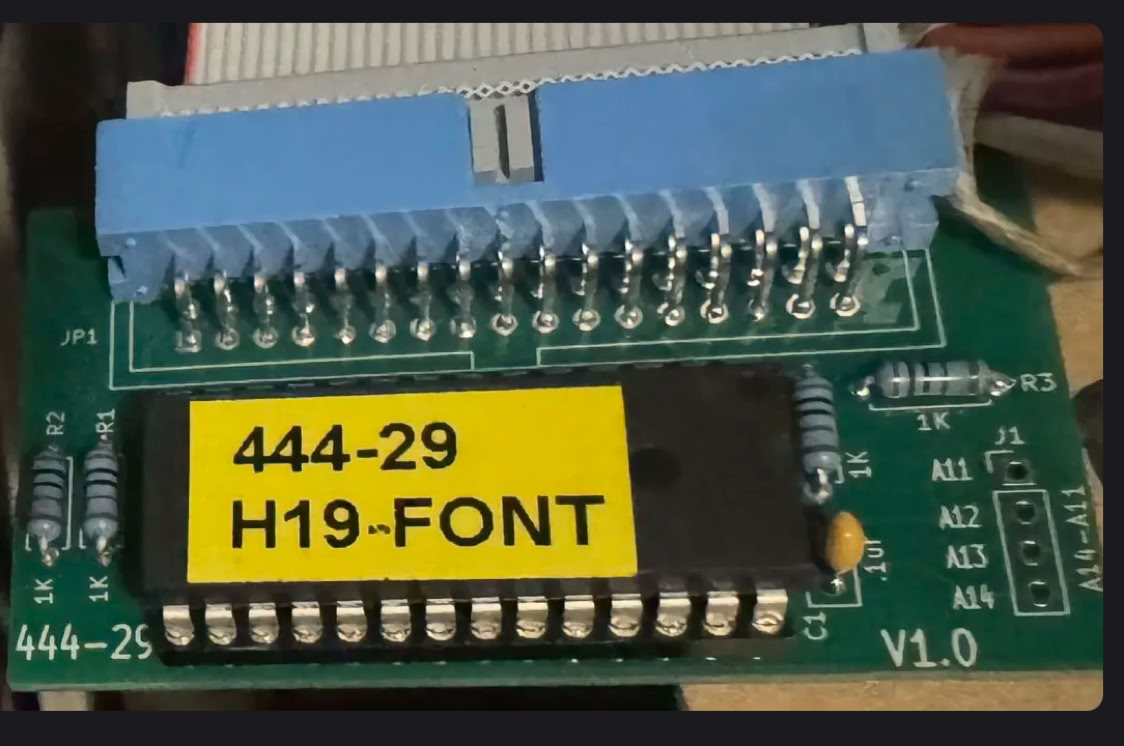 JP1
R2
R1
444-29
H19-FONT
R3
1K
J1
1K
A11
A12
A13
A14
A14-A11
.1uf
C1
1K
1K
444-29
V1.0